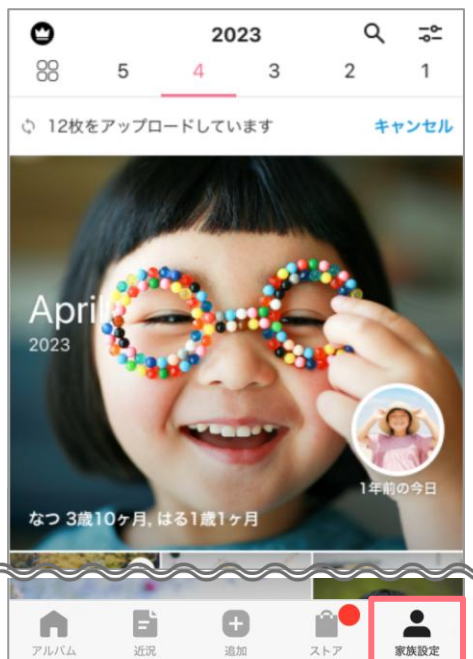 2023
5 4 3 2 1
12枚をアップロードしています キャンセル
April
2023
1年前の今日
なつ 3歳10ヶ月, はる1歳1ヶ月
アルバム 近況 追加 ストア 家族設定